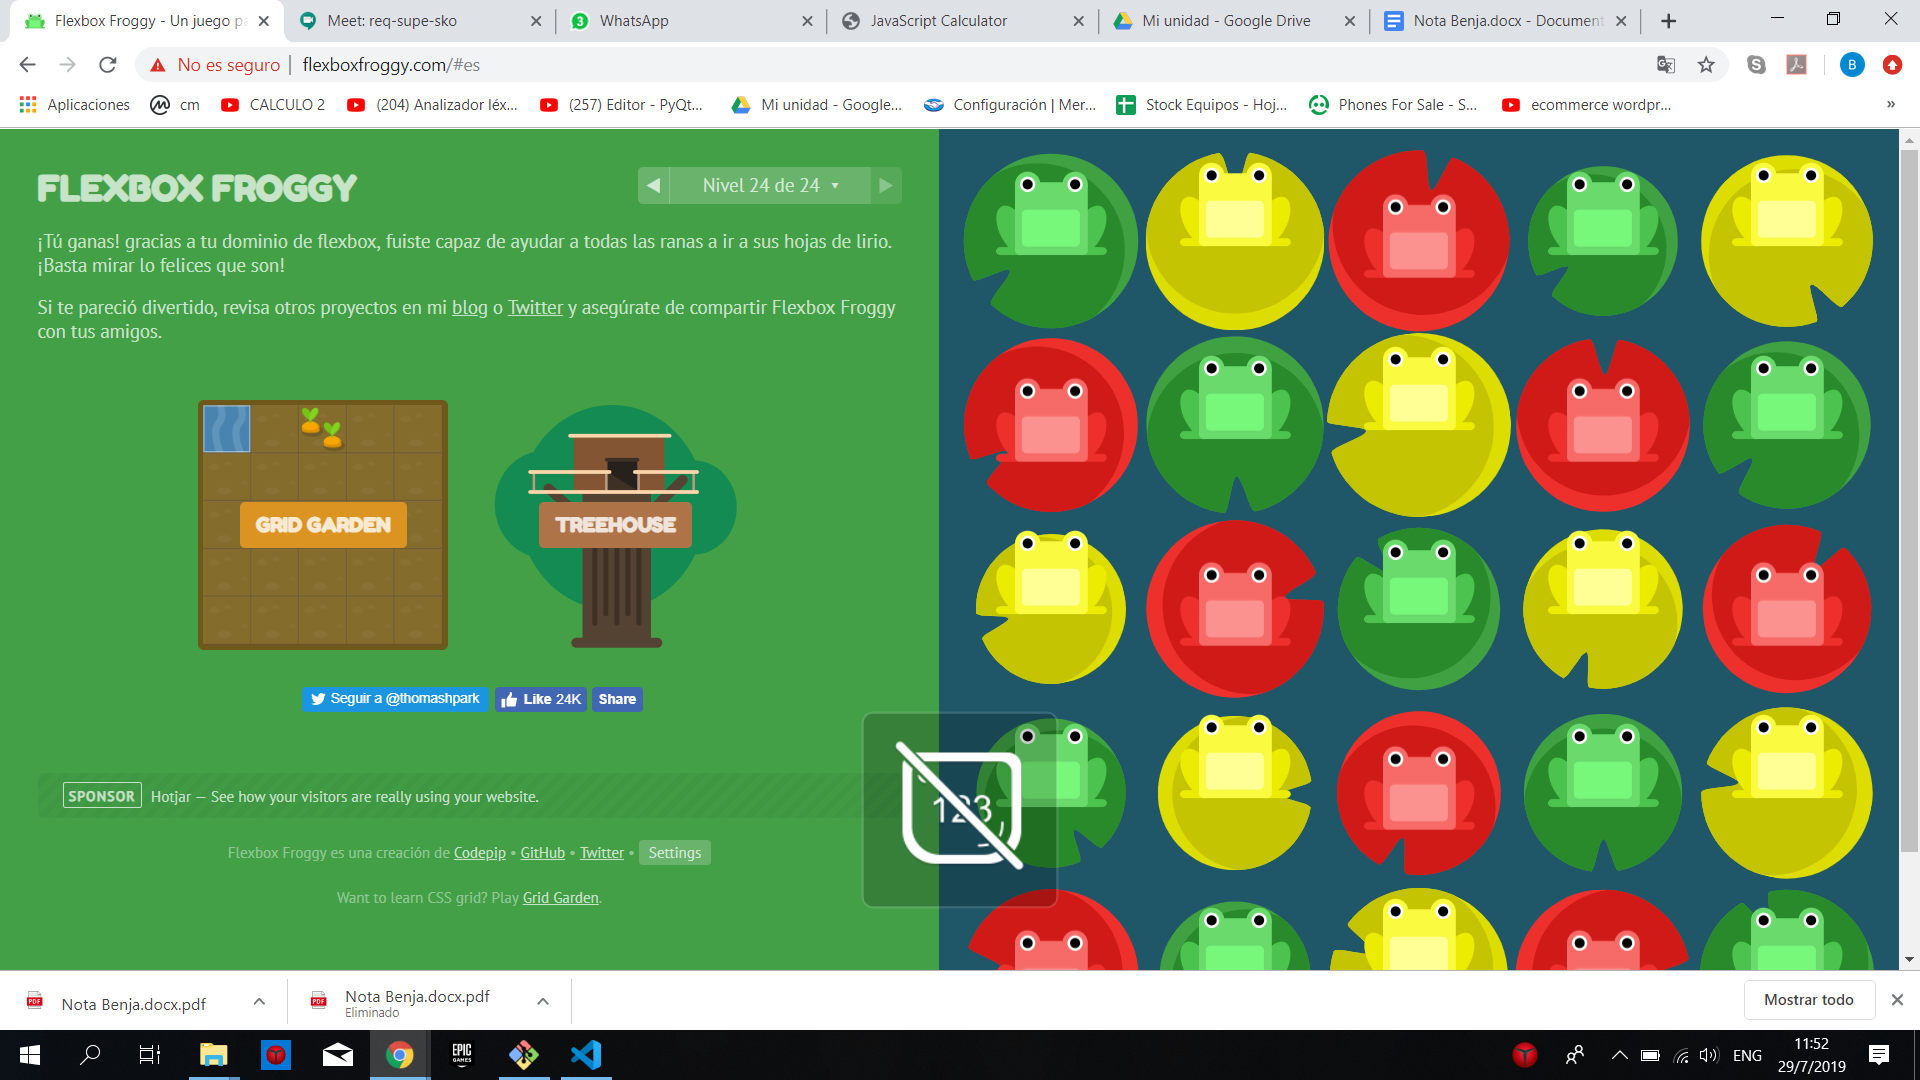 Flexbox Froggy - Un juego pa
Meet: req-supe-sko
WhatsApp
JavaScript Calculator
Mi unidad - Google Drive
Nota Benja.docx - Document
No es seguro
flexboxfroggy.com/#es
B
Aplicaciones
cm
CALCULO 2
(204) Analizador léx...
(257) Editor - PyQt...
Mi unidad - Google...
Configuración | Mer...
Stock Equipos - Hoj...
Phones For Sale - S...
ecommerce wordpr...
»
FLEXBOX FROGGY
Nivel 24 de 24
¡Tú ganas! gracias a tu dominio de flexbox, fuiste capaz de ayudar a todas las ranas a ir a sus hojas de lirio.
¡Basta mirar lo felices que son!
Si te pareció divertido, revisa otros proyectos en mi blog o Twitter y asegúrate de compartir Flexbox Froggy
con tus amigos.
GRID GARDEN
TREEHOUSE
Seguir a @thomashpark
Like 24K
Share
123
SPONSOR Hotjar — See how your visitors are really using your website.
Flexbox Froggy es una creación de Codepip • GitHub • Twitter • Settings
Want to learn CSS grid? Play Grid Garden.
Nota Benja.docx.pdf
Nota Benja.docx.pdf
Eliminado
Mostrar todo
EPIC
GAMES
ENG
11:52
29/7/2019